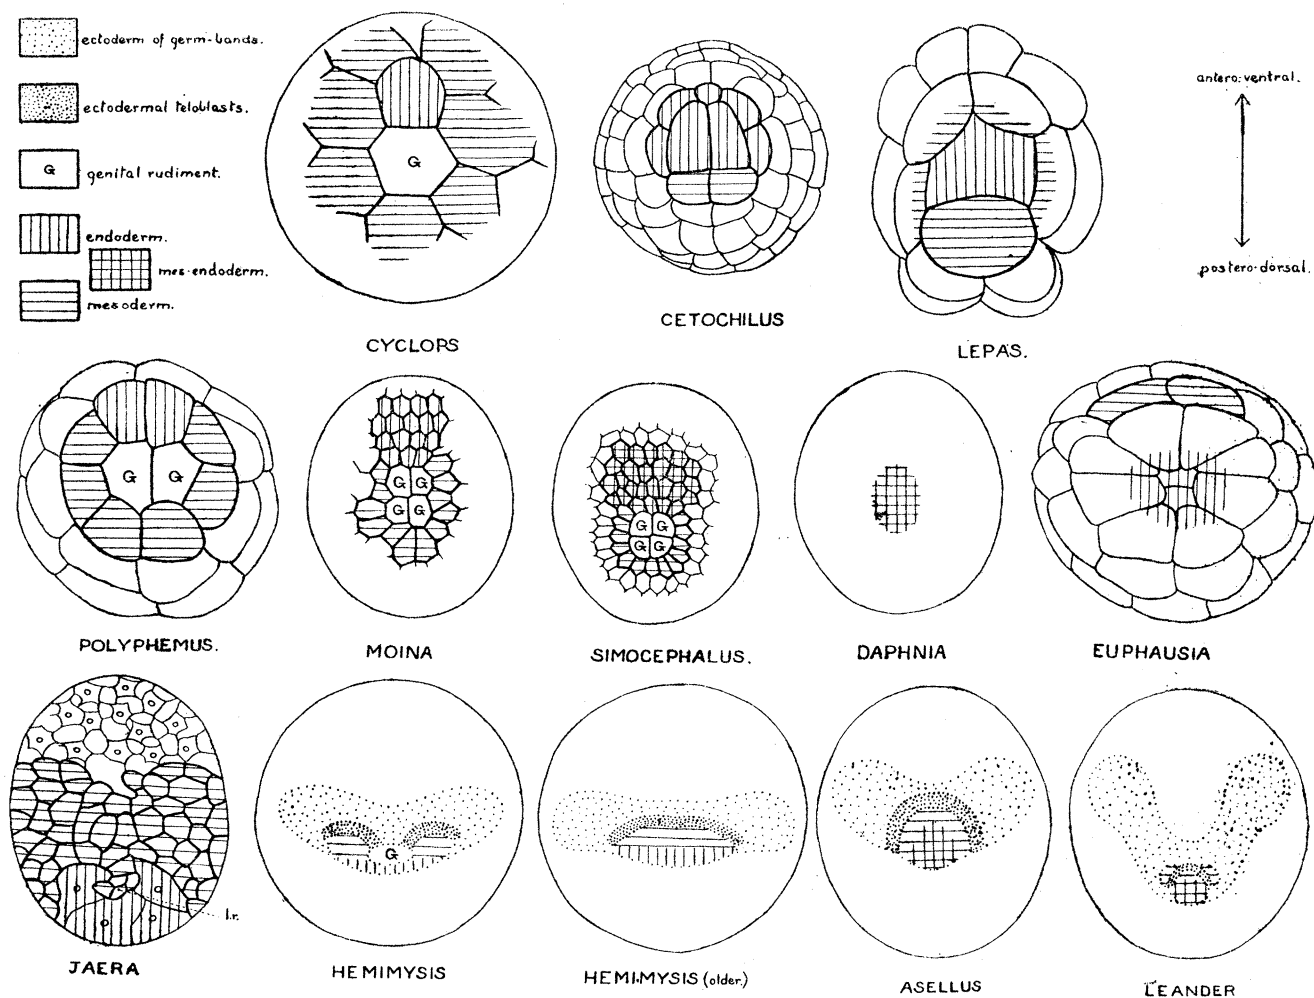 ectoderm of germ-bands.
ectodermal teloblasts.
G genital rudiment.
endoderm.
mes-endoderm.
mesoderm.
antero-ventral.
postero-dorsal.
G
CYCLOPS
CETOCHILUS
LEPAS.
G G
G G
G G
G G
G G
POLYPHEMUS.
MOINA
SIMOCEPHALUS.
DAPHNIA
EUPHAUSIA
G
l.r.
JAERA
HEMIMYSIS
HEMIMYSIS (older.)
ASELLUS
LEANDER